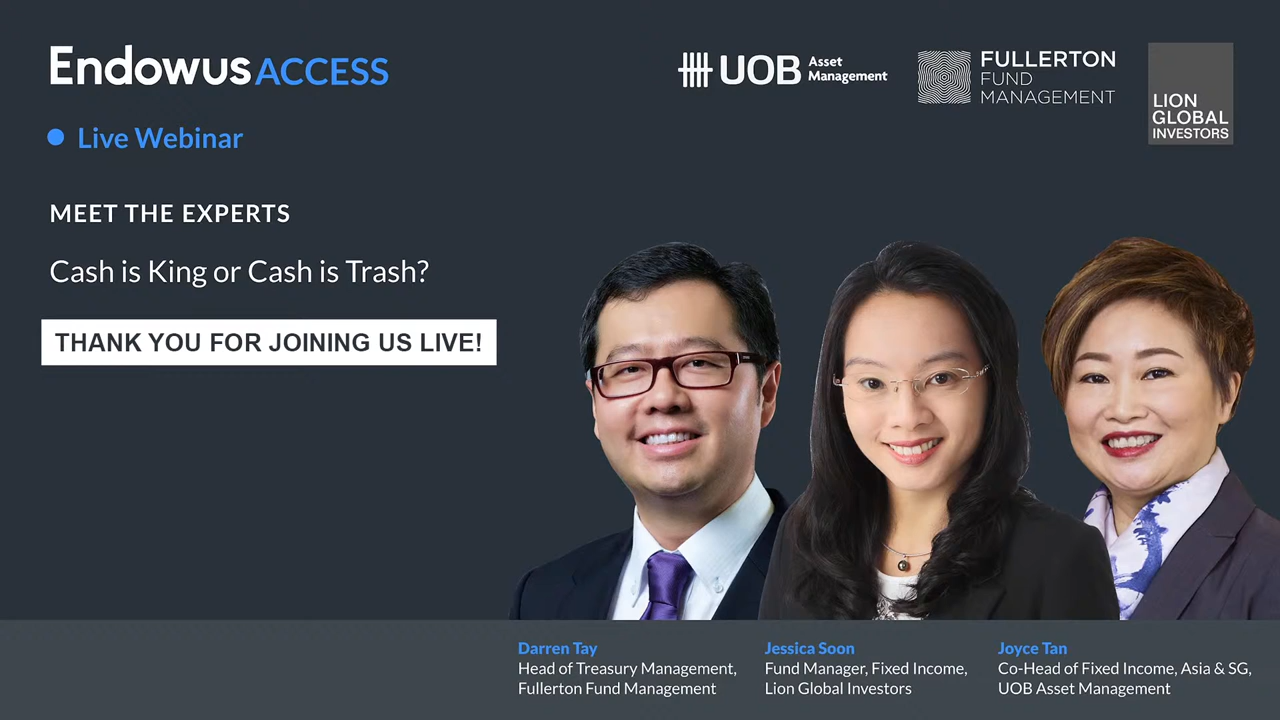 Endowus ACCESS
UOB Asset Management
FULLERTON
FUND
MANAGEMENT
LION
GLOBAL
INVESTORS
Live Webinar
MEET THE EXPERTS
Cash is King or Cash is Trash?
THANK YOU FOR JOINING US LIVE!
Darren Tay
Head of Treasury Management,
Fullerton Fund Management
Jessica Soon
Fund Manager, Fixed Income,
Lion Global Investors
Joyce Tan
Co-Head of Fixed Income, Asia & SG,
UOB Asset Management